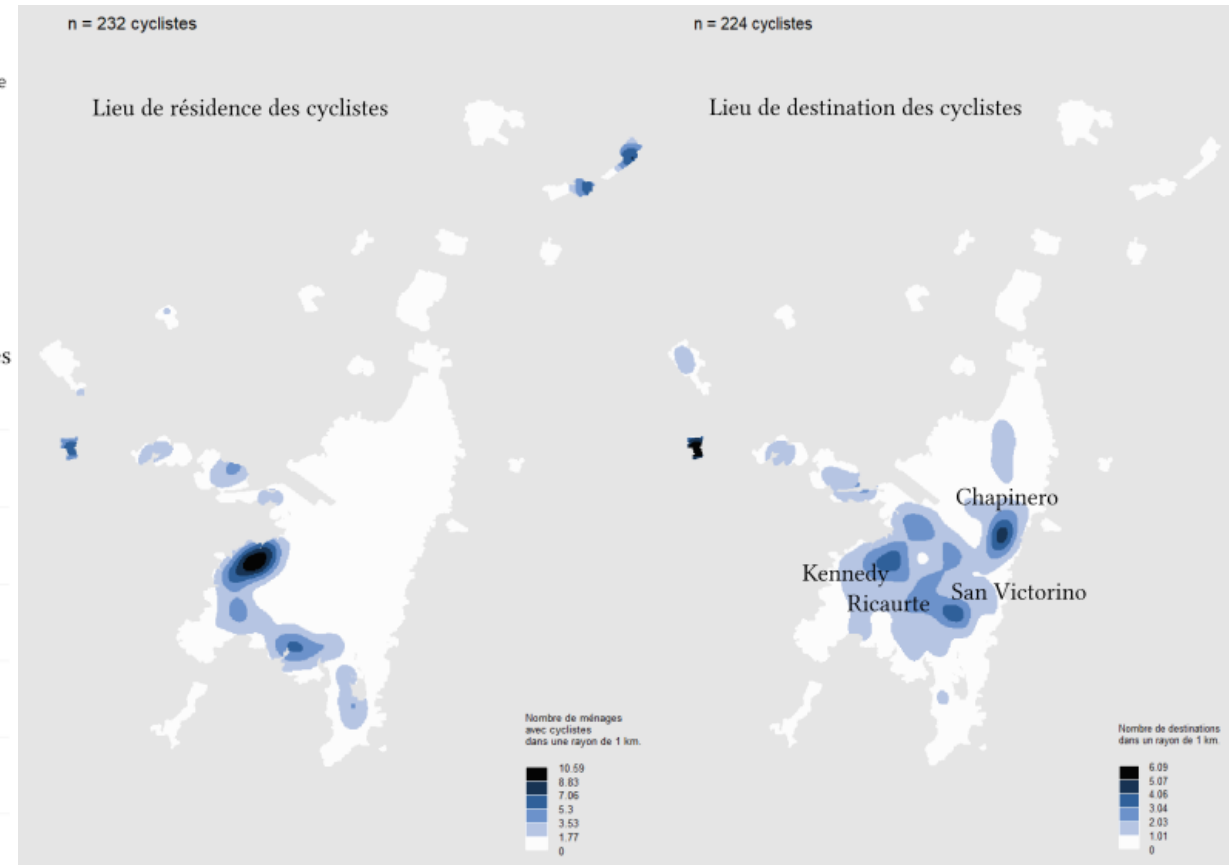 n = 232 cyclistes
Lieu de résidence des cyclistes
Nombre de ménages
avec cyclistes
dans une rayon de 1 km.
10.59
8.83
7.06
5.3
3.53
1.77
0
n = 224 cyclistes
Lieu de destination des cyclistes
Chapinero
Kennedy
San Victorino
Ricaurte
Nombre de destinations
dans un rayon de 1 km.
6.09
5.07
4.06
3.04
2.03
1.01
0